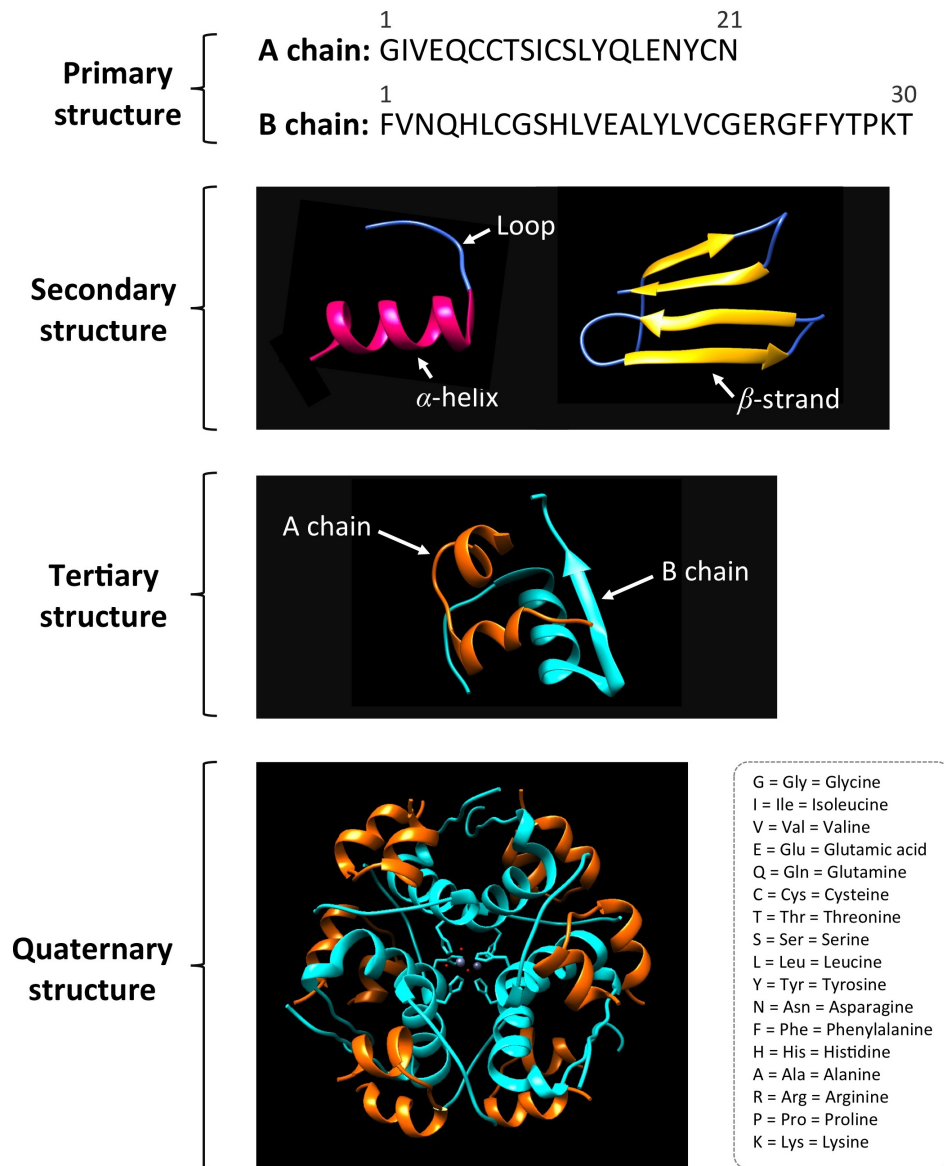 1 21
A chain: GIVEQCCTSICSLYQLENYCN
Primary
structure
1 30
B chain: FVNQHLCGSHLVEALYLVCGERGFFYTPKT
Secondary
structure
Loop
α-helix
β-strand
Tertiary
structure
A chain
B chain
Quaternary
structure
G = Gly = Glycine
I = Ile = Isoleucine
V = Val = Valine
E = Glu = Glutamic acid
Q = Gln = Glutamine
C = Cys = Cysteine
T = Thr = Threonine
S = Ser = Serine
L = Leu = Leucine
Y = Tyr = Tyrosine
N = Asn = Asparagine
F = Phe = Phenylalanine
H = His = Histidine
A = Ala = Alanine
R = Arg = Arginine
P = Pro = Proline
K = Lys = Lysine